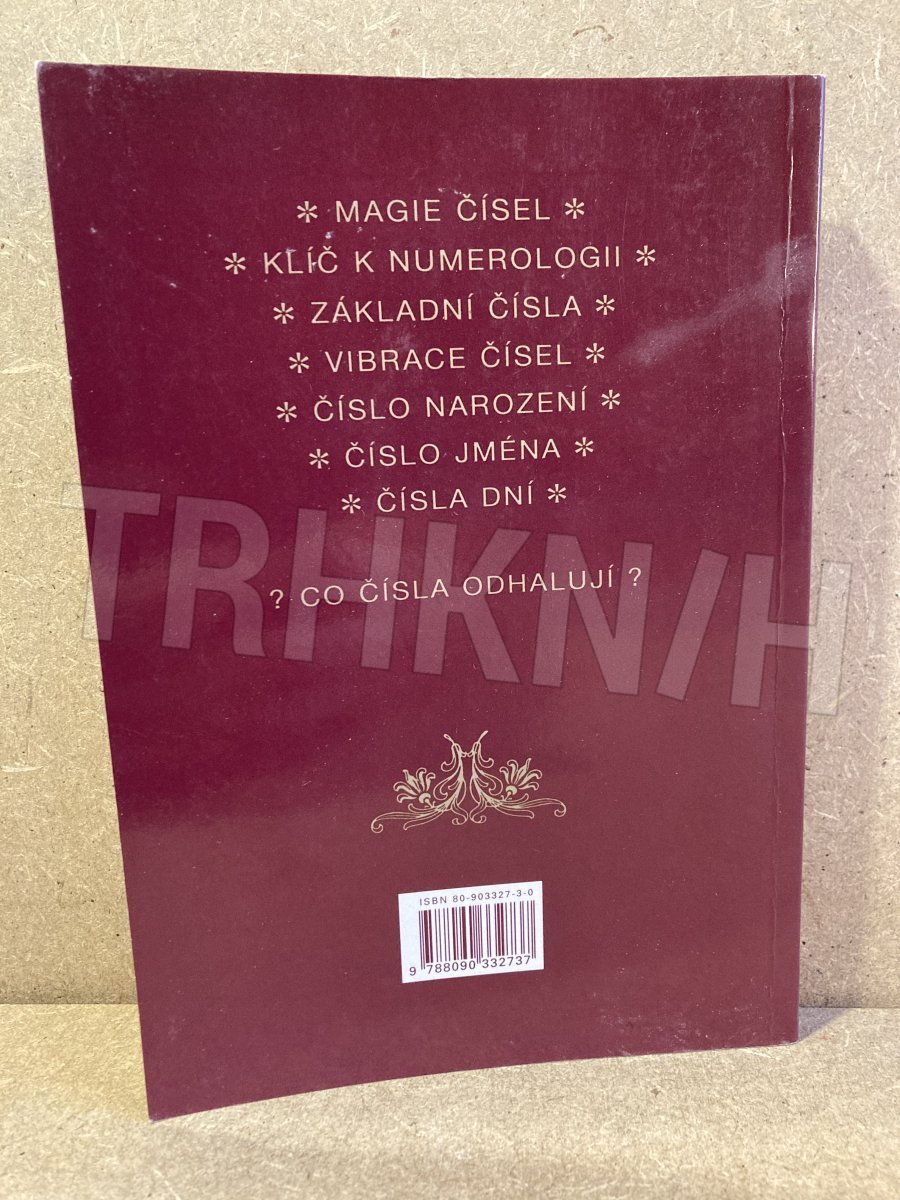 * MAGIE ČÍSEL *
* KLÍČ K NUMEROLOGII *
* ZÁKLADNÍ ČÍSLA *
* VIBRACE ČÍSEL *
* ČÍSLO NAROZENÍ *
* ČÍSLO JMÉNA *
* ČÍSLA DNÍ *
TRHKNIH
? CO ČÍSLA ODHALUJÍ ?
ISBN 80-903327-3-0
9 788090 332737